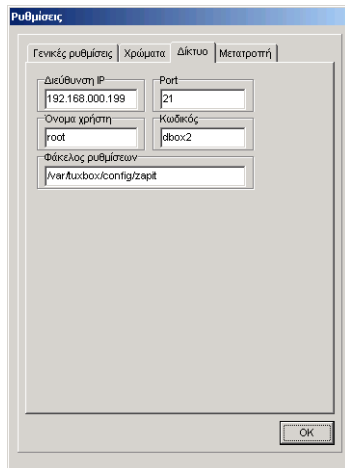 Ρυθμίσεις
Γενικές ρυθμίσεις Χρώματα Δίκτυο Μετατροπή
Διεύθυνση IP Port
192.168.000.199 21
Όνομα χρήστη Κωδικός
root dbox2
Φάκελος ρυθμίσεων
/var/tuxbox/config/zapit
OK